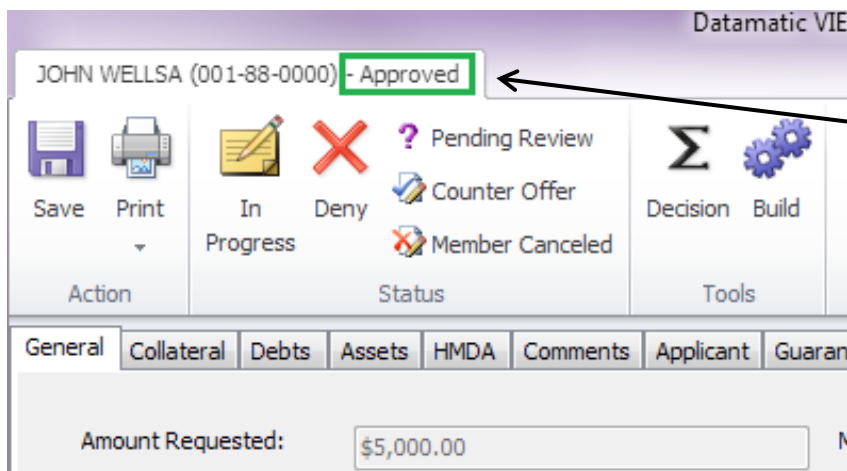 Datamatic VIE
JOHN WELLSA (001-88-0000) - Approved
Save
Print
In
Progress
Deny
Pending Review
Counter Offer
Member Canceled
Decision
Build
Action
Status
Tools
General Collateral Debts Assets HMDA Comments Applicant Guaran
Amount Requested: $5,000.00